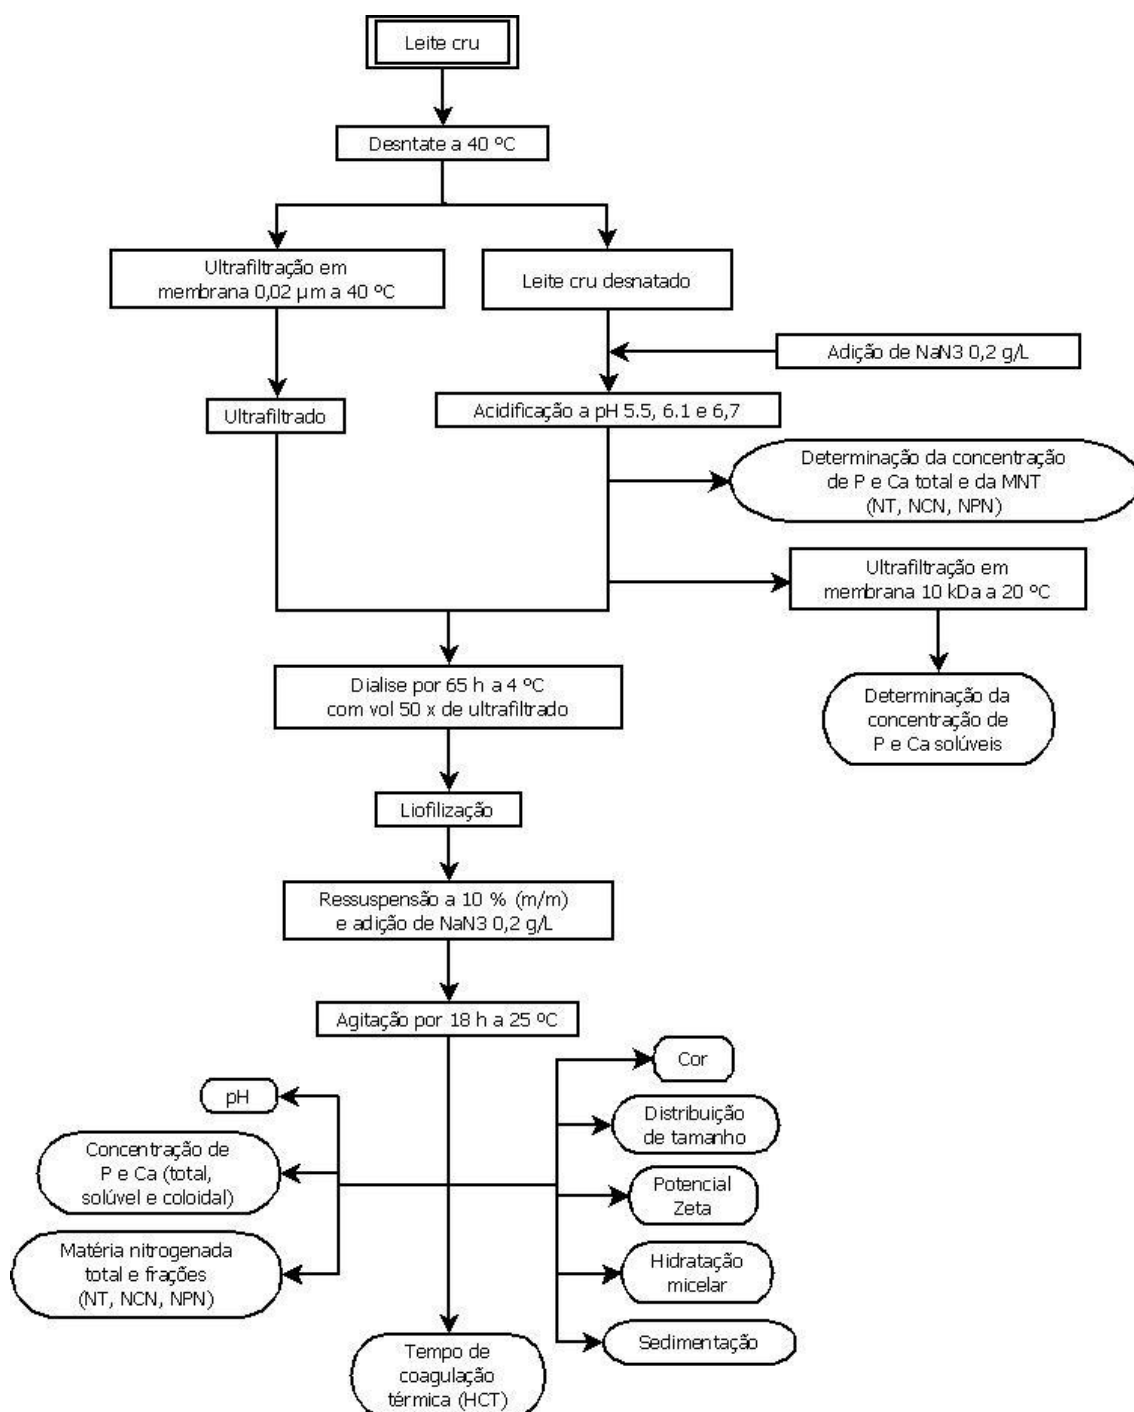 Leite cru
Desntate a 40 ºC
Ultrafiltração em
membrana 0,02 µm a 40 ºC
Leite cru desnatado
Adição de NaN3 0,2 g/L
Ultrafiltrado
Acidificação a pH 5.5, 6.1 e 6,7
Determinação da concentração
de P e Ca total e da MNT
(NT, NCN, NPN)
Ultrafiltração em
membrana 10 kDa a 20 ºC
Dialise por 65 h a 4 ºC
com vol 50 x de ultrafiltrado
Determinação da
concentração de
P e Ca solúveis
Liofilização
Ressuspensão a 10 % (m/m)
e adição de NaN3 0,2 g/L
Agitação por 18 h a 25 ºC
Cor
pH
Distribuição
de tamanho
Concentração de
P e Ca (total,
solúvel e coloidal)
Potencial
Zeta
Matéria nitrogenada
total e frações
(NT, NCN, NPN)
Hidratação
micelar
Sedimentação
Tempo de
coagulação
térmica (HCT)